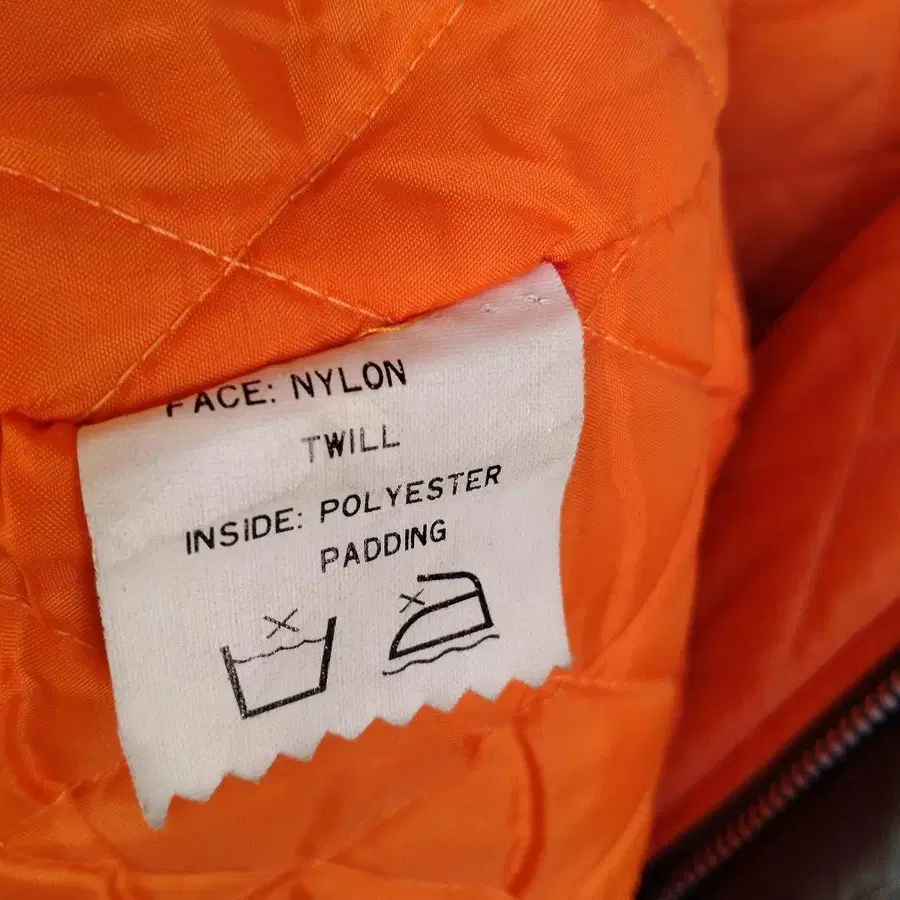 FACE: NYLON
TWILL
INSIDE: POLYESTER
PADDING